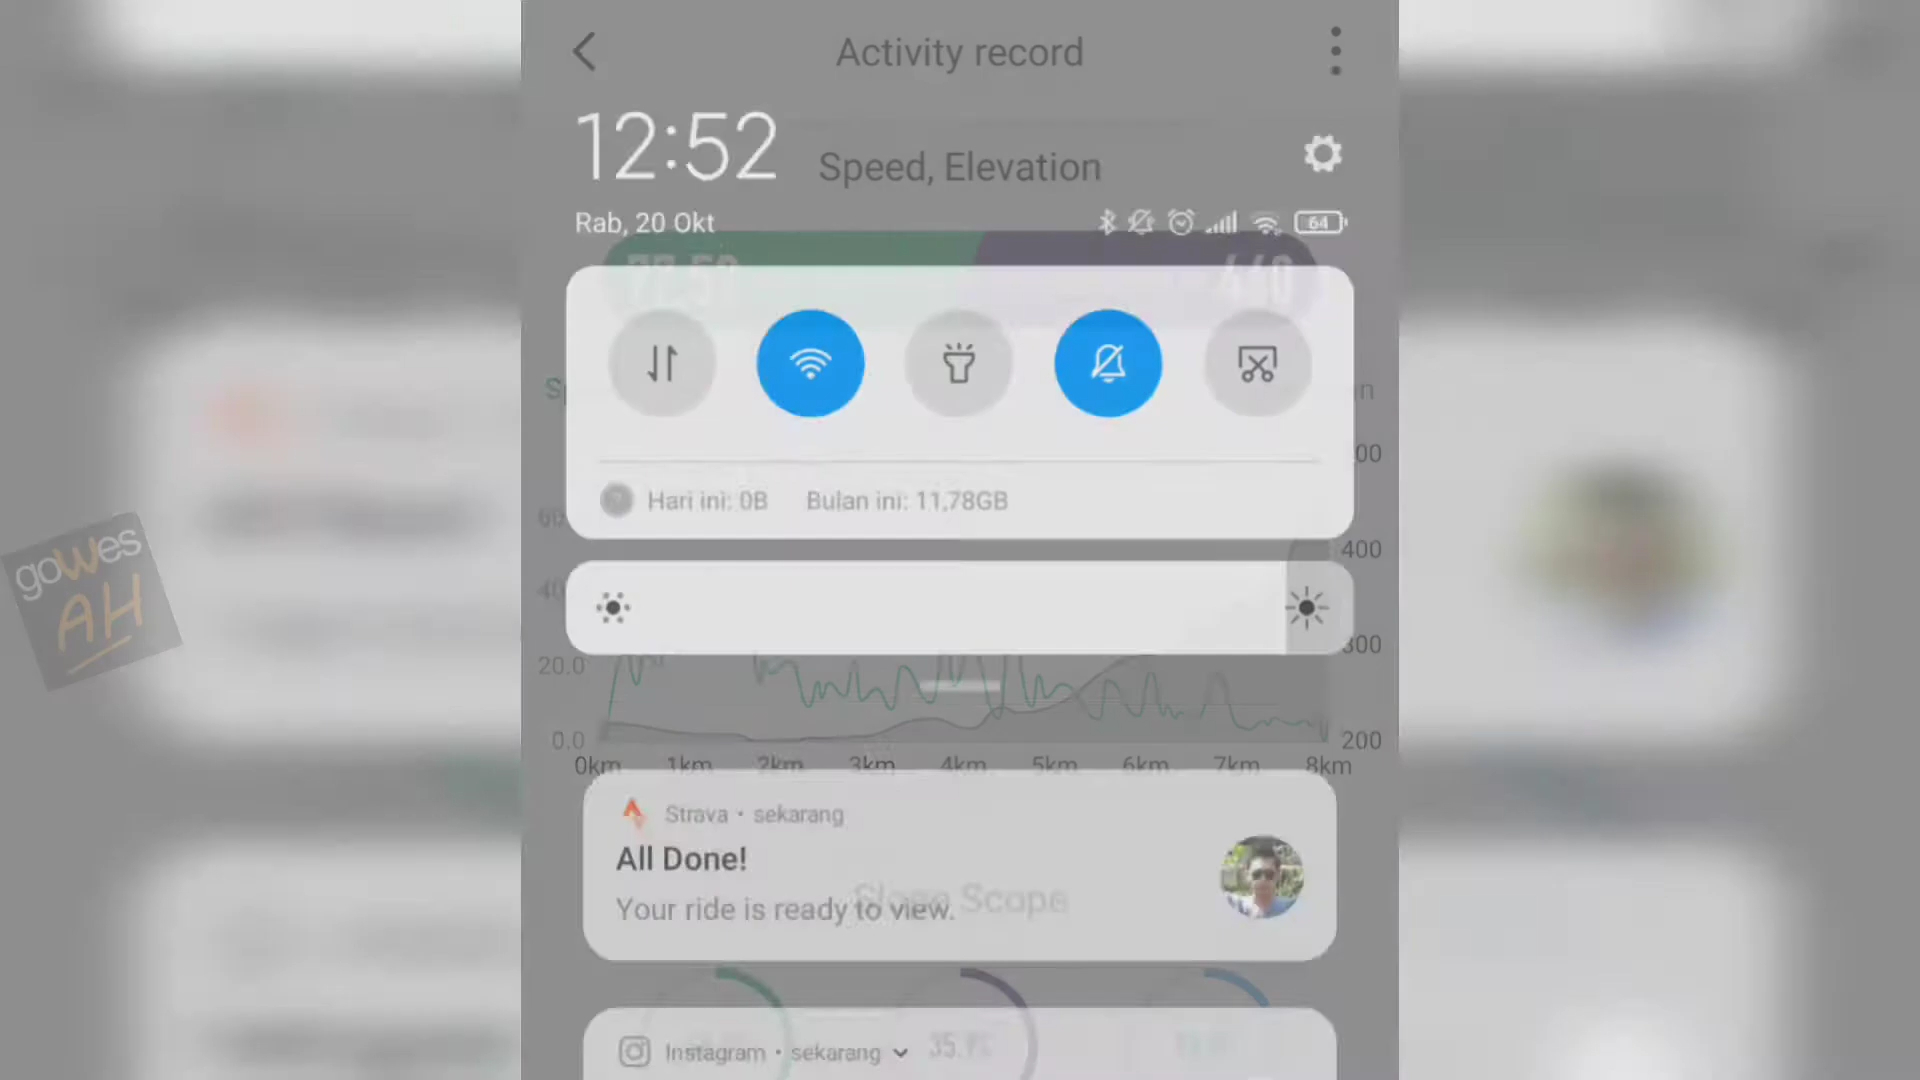 Activity record
12:52
Speed, Elevation
Rab, 20 Okt
64
Hari ini: 0B Bulan ini: 11,78GB
400
300
20.0
0.0
200
0km 1km 2km 3km 4km 5km 6km 7km 8km
goWes
AH
Strava • sekarang
All Done!
Your ride is ready to view.
Slope Scope
Instagram • sekarang